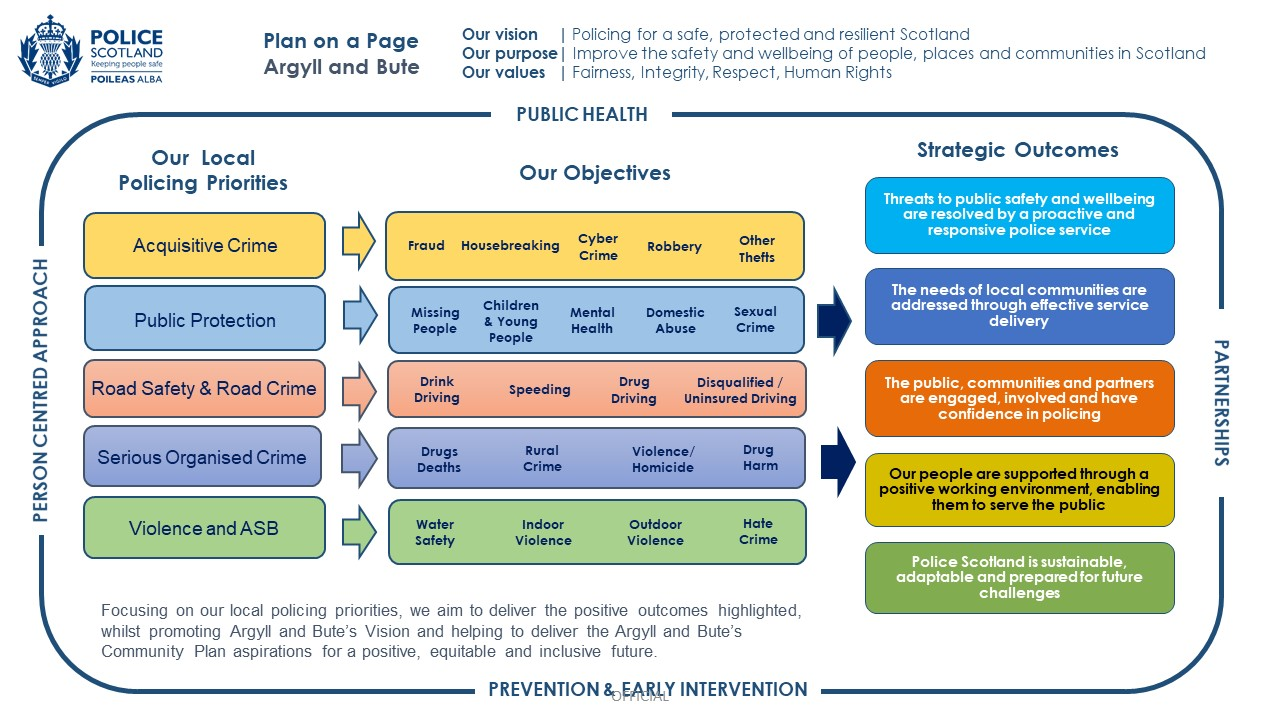 POLICE
SCOTLAND
Keeping people safe
POILEAS ALBA
SEMPER VIGILO
Plan on a Page
Argyll and Bute
Our vision | Policing for a safe, protected and resilient Scotland
Our purpose | Improve the safety and wellbeing of people, places and communities in Scotland
Our values | Fairness, Integrity, Respect, Human Rights
PUBLIC HEALTH
PERSON CENTRED APPROACH
Our Local
Policing Priorities
Acquisitive Crime
Public Protection
Road Safety & Road Crime
Serious Organised Crime
Violence and ASB
Our Objectives
Fraud
Housebreaking
Cyber
Crime
Robbery
Other
Thefts
Missing
People
Children
& Young
People
Mental
Health
Domestic
Abuse
Sexual
Crime
Drink
Driving
Speeding
Drug
Driving
Disqualified /
Uninsured Driving
Drugs
Deaths
Rural
Crime
Violence/
Homicide
Drug
Harm
Water
Safety
Indoor
Violence
Outdoor
Violence
Hate
Crime
Strategic Outcomes
Threats to public safety and wellbeing
are resolved by a proactive and
responsive police service
The needs of local communities are
addressed through effective service
delivery
The public, communities and partners
are engaged, involved and have
confidence in policing
Our people are supported through a
positive working environment, enabling
them to serve the public
Police Scotland is sustainable,
adaptable and prepared for future
challenges
PARTNERSHIPS
Focusing on our local policing priorities, we aim to deliver the positive outcomes highlighted,
whilst promoting Argyll and Bute's Vision and helping to deliver the Argyll and Bute's
Community Plan aspirations for a positive, equitable and inclusive future.
PREVENTION & EARLY INTERVENTION
OFFICIAL